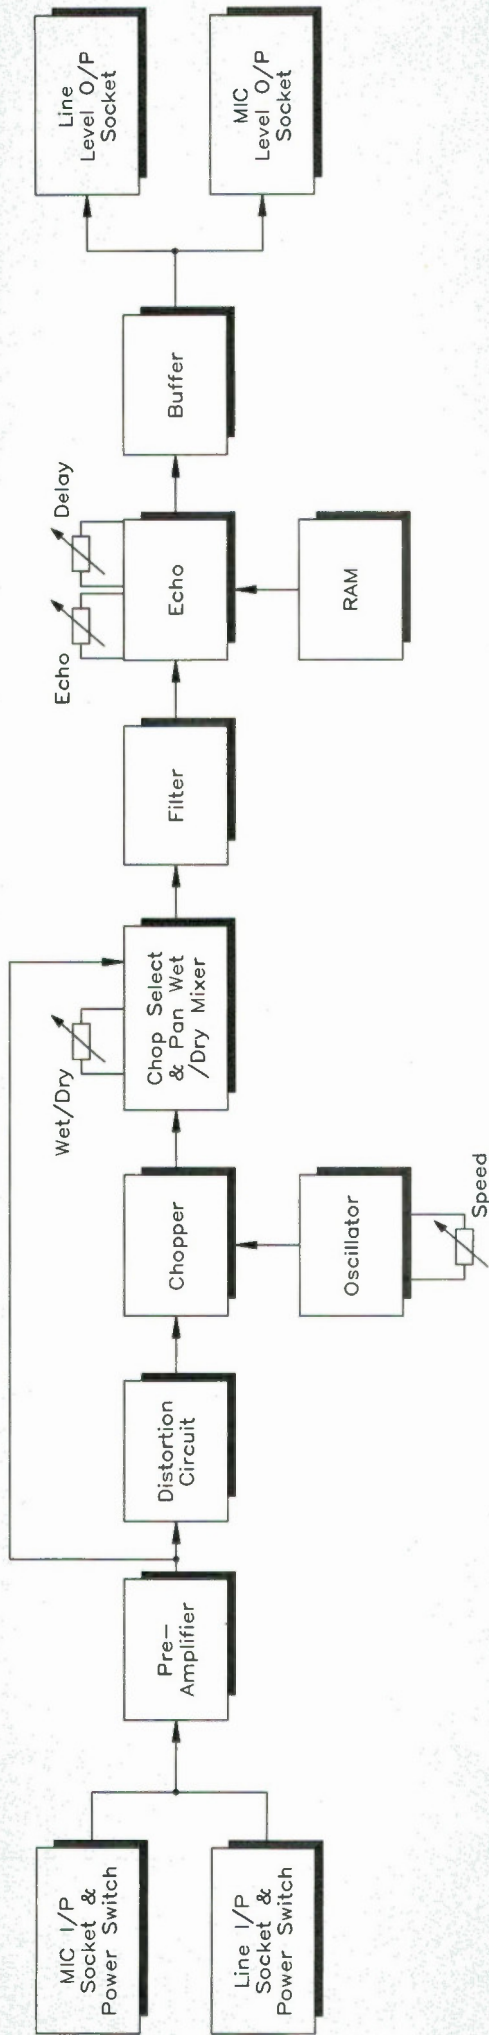 MIC I/P
Socket &
Power Switch
Line I/P
Socket &
Power Switch
Pre-
Amplifier
Distortion
Circuit
Chopper
Oscillator
Speed
Wet/Dry
Chop Select
& Pan Wet
/Dry Mixer
Filter
Echo
Delay
Echo
RAM
Buffer
Line
Level O/P
Socket
MIC
Level O/P
Socket